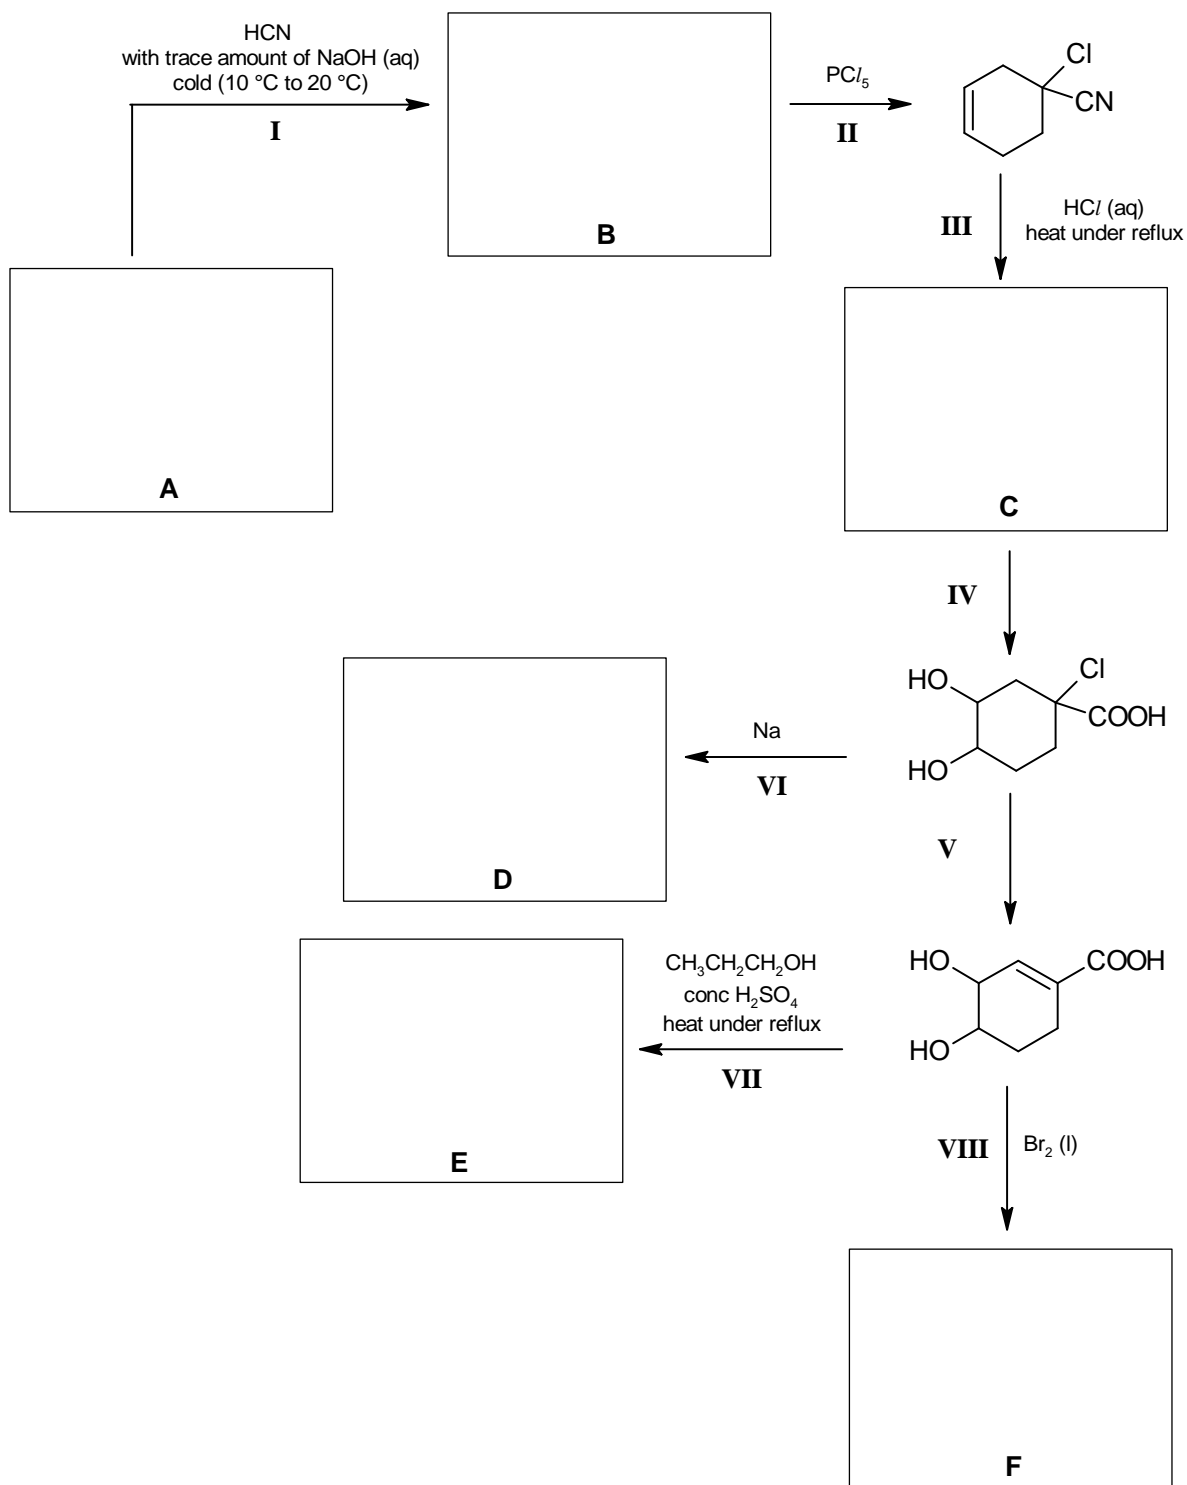 HCN
with trace amount of NaOH (aq)
cold (10 °C to 20 °C)
I
B
PCl₅
II
Cl
CN
A
III
HCl (aq)
heat under reflux
C
IV
HO
Cl
COOH
HO
Na
VI
D
V
HO
COOH
HO
CH₃CH₂CH₂OH
conc H₂SO₄
heat under reflux
VII
E
VIII
Br₂ (l)
F